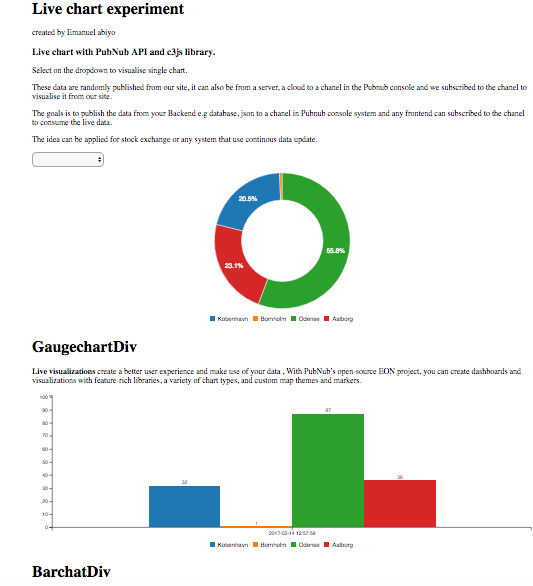 Live chart experiment
created by Emanuel abiyo
Live chart with PubNub API and c3js library.
Select on the dropdown to visualise single chart.
These data are randomly published from our site, it can also be from a server, a cloud to a chanel in the Pubnub console and we subscribed to the chanel to
visualise it from our site.
The goals is to publish the data from your Backend e.g database, json to a chanel in Pubnub console system and any frontend can subscribed to the chanel
to consume the live data.
The idea can be applied for stock exchange or any system that use continous data update.
20.5%
55.8%
23.1%
Kobenhavn Bornholm Odense Aalborg
GaugechartDiv
Live visualizations create a better user experience and make use of your data , With PubNub's open-source EON project, you can create dashboards and
visualizations with feature-rich libraries, a variety of chart types, and custom map themes and markers.
100
90
80
70
60
50
40
30
20
10
0
32
1
87
36
2017-03-14 12:57:59
Kobenhavn Bornholm Odense Aalborg
BarchatDiv